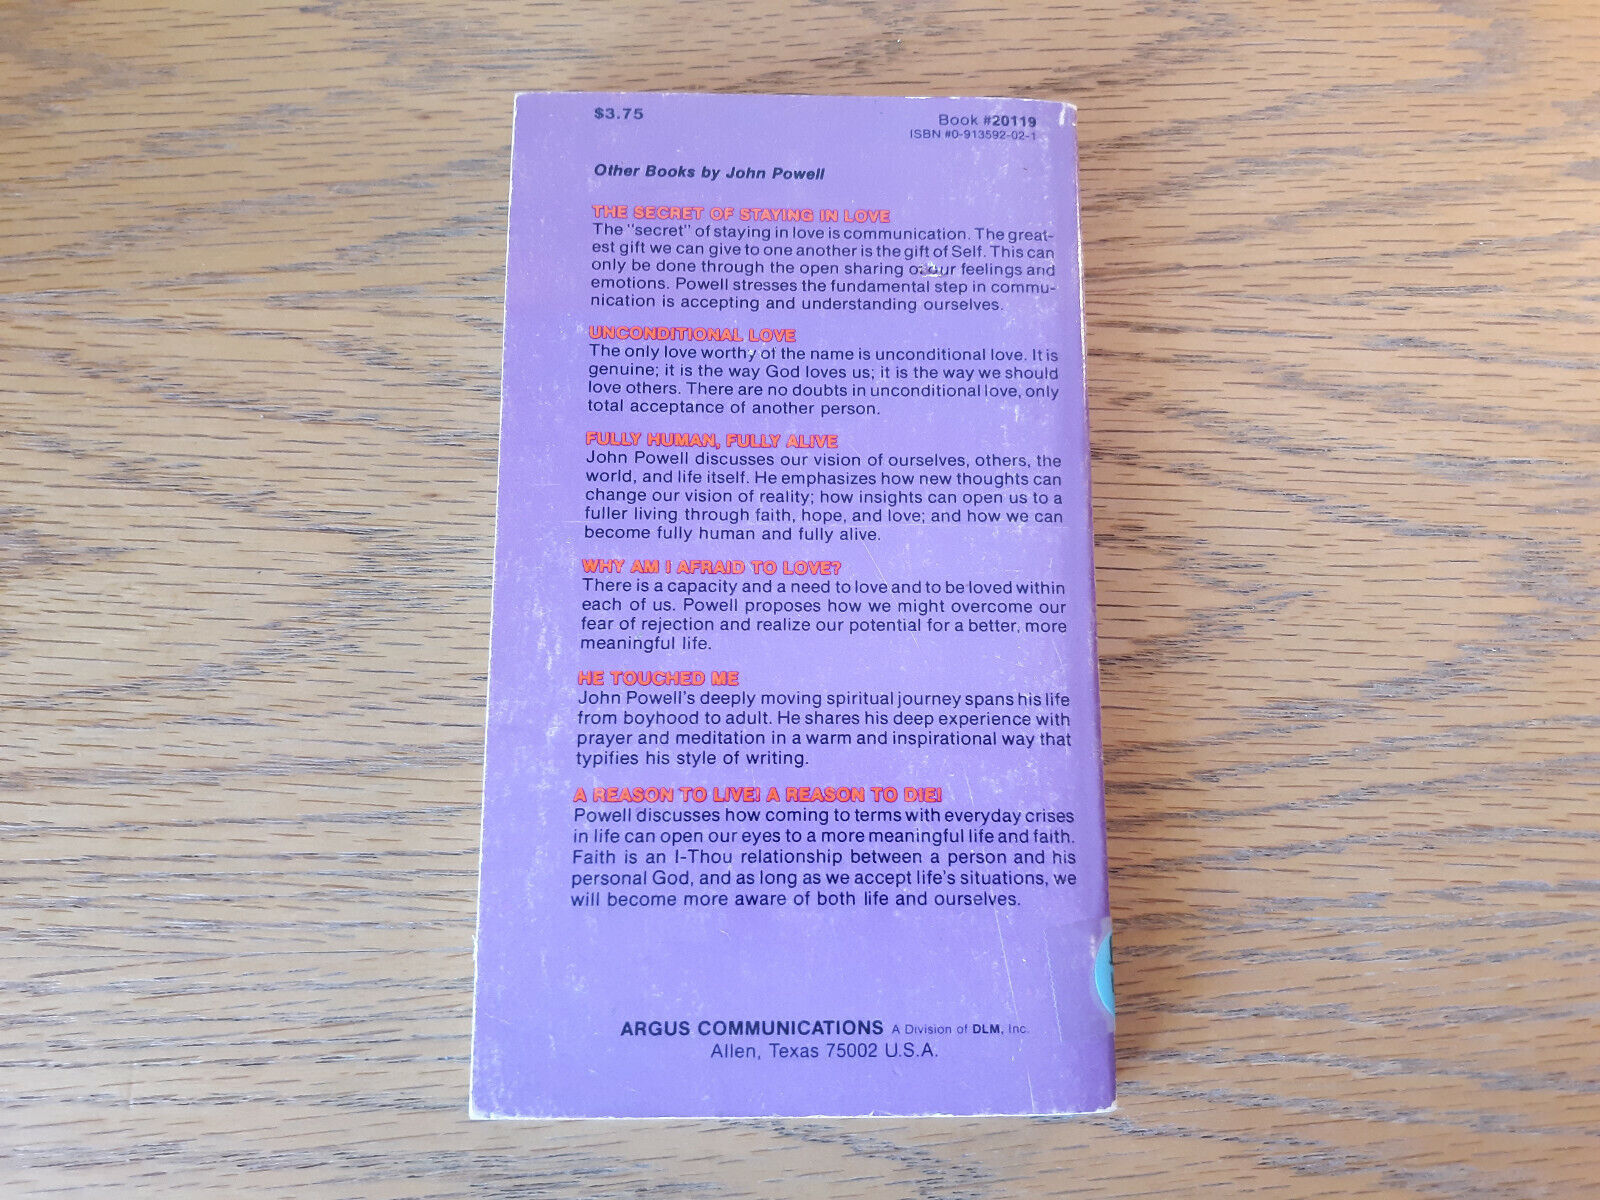 $3.75
Book #20119
ISBN #0-913592-02-1
Other Books by John Powell
THE SECRET OF STAYING IN LOVE
The "secret" of staying in love is communication. The great-
est gift we can give to one another is the gift of Self. This can
only be done through the open sharing of our feelings and
emotions. Powell stresses the fundamental step in commu-
nication is accepting and understanding ourselves.
UNCONDITIONAL LOVE
The only love worthy of the name is unconditional love. It is
genuine; it is the way God loves us; it is the way we should
love others. There are no doubts in unconditional love, only
total acceptance of another person.
FULLY HUMAN, FULLY ALIVE
John Powell discusses our vision of ourselves, others, the
world, and life itself. He emphasizes how new thoughts can
change our vision of reality; how insights can open us to a
fuller living through faith, hope, and love; and how we can
become fully human and fully alive.
WHY AM I AFRAID TO LOVE?
There is a capacity and a need to love and to be loved within
each of us. Powell proposes how we might overcome our
fear of rejection and realize our potential for a better, more
meaningful life.
HE TOUCHED ME
John Powell's deeply moving spiritual journey spans his life
from boyhood to adult. He shares his deep experience with
prayer and meditation in a warm and inspirational way that
typifies his style of writing.
A REASON TO LIVE! A REASON TO DIE!
Powell discusses how coming to terms with everyday crises
in life can open our eyes to a more meaningful life and faith.
Faith is an I-Thou relationship between a person and his
personal God, and as long as we accept life's situations, we
will become more aware of both life and ourselves.
ARGUS COMMUNICATIONS A Division of DLM, Inc.
Allen, Texas 75002 U.S.A.